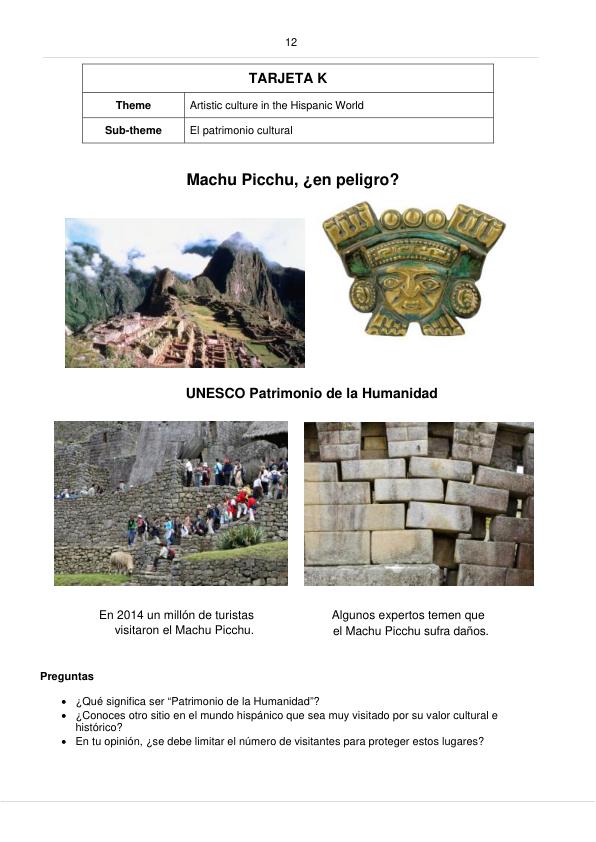 12
TARJETA K
Theme
Artistic culture in the Hispanic World
Sub-theme
El patrimonio cultural
Machu Picchu, ¿en peligro?
UNESCO Patrimonio de la Humanidad
En 2014 un millón de turistas
visitaron el Machu Picchu.
Algunos expertos temen que
el Machu Picchu sufra daños.
Preguntas
• ¿Qué significa ser “Patrimonio de la Humanidad”?
• ¿Conoces otro sitio en el mundo hispánico que sea muy visitado por su valor cultural e
histórico?
• En tu opinión, ¿se debe limitar el número de visitantes para proteger estos lugares?